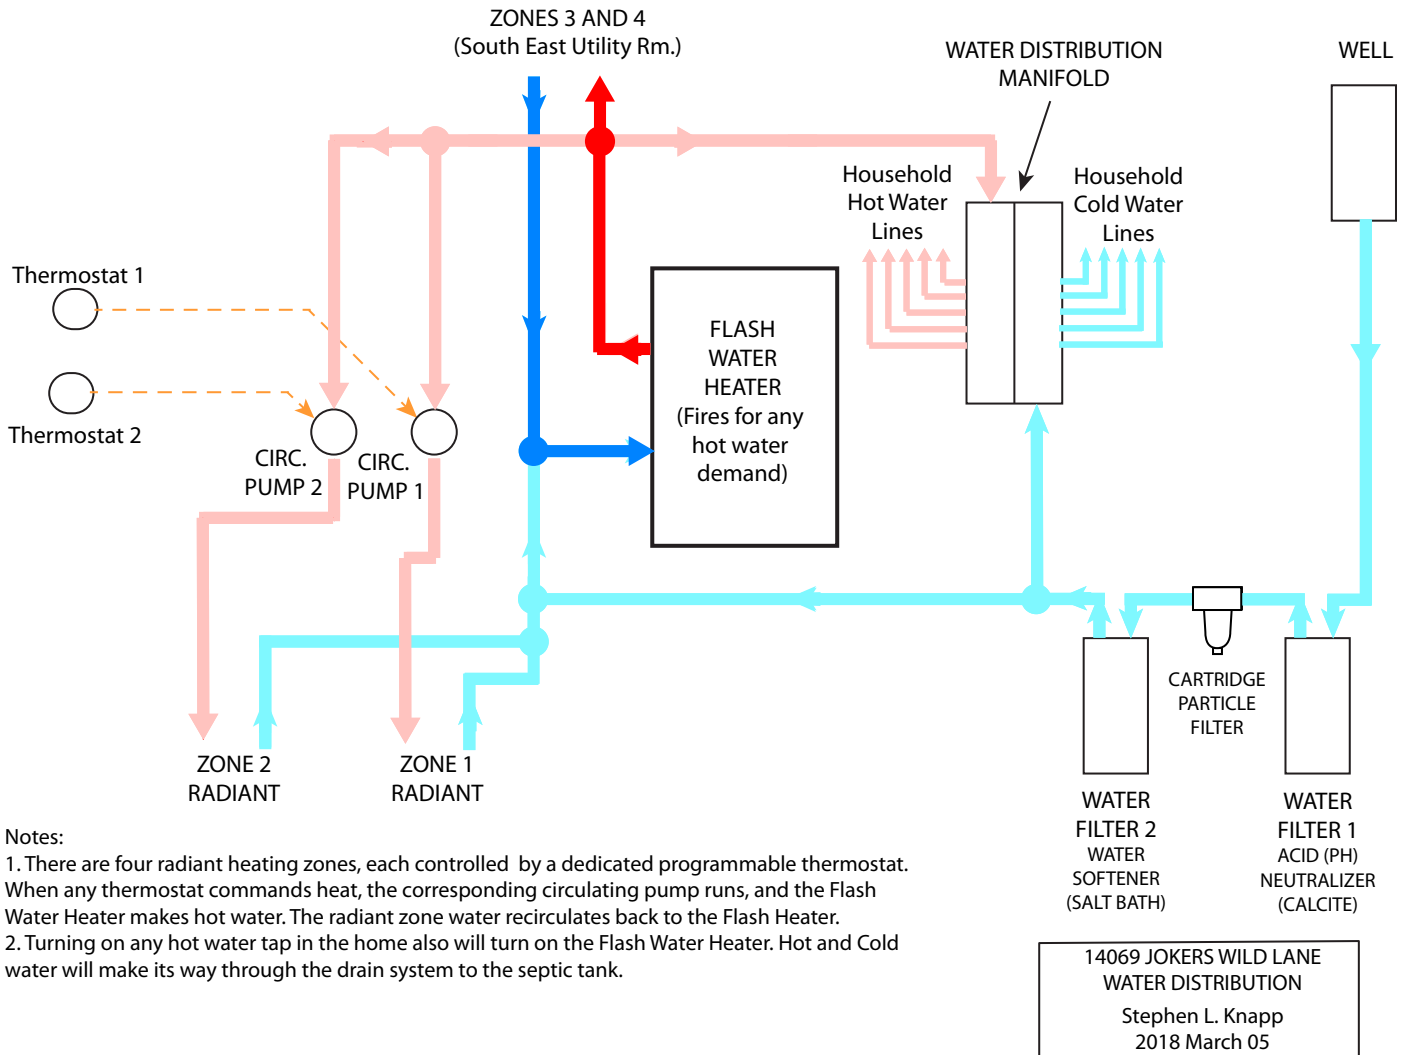 ZONES 3 AND 4
(South East Utility Rm.)
WATER DISTRIBUTION
MANIFOLD
WELL
Household
Hot Water
Lines
Household
Cold Water
Lines
Thermostat 1
Thermostat 2
FLASH
WATER
HEATER
(Fires for any
hot water
demand)
CIRC.
PUMP 2
CIRC.
PUMP 1
CARTRIDGE
PARTICLE
FILTER
ZONE 2
RADIANT
ZONE 1
RADIANT
WATER
FILTER 2
WATER
SOFTENER
(SALT BATH)
WATER
FILTER 1
ACID (PH)
NEUTRALIZER
(CALCITE)
Notes:
1. There are four radiant heating zones, each controlled  by a dedicated programmable thermostat.
When any thermostat commands heat, the corresponding circulating pump runs, and the Flash
Water Heater makes hot water. The radiant zone water recirculates back to the Flash Heater.
2. Turning on any hot water tap in the home also will turn on the Flash Water Heater. Hot and Cold
water will make its way through the drain system to the septic tank.
14069 JOKERS WILD LANE
WATER DISTRIBUTION
Stephen L. Knapp
2018 March 05